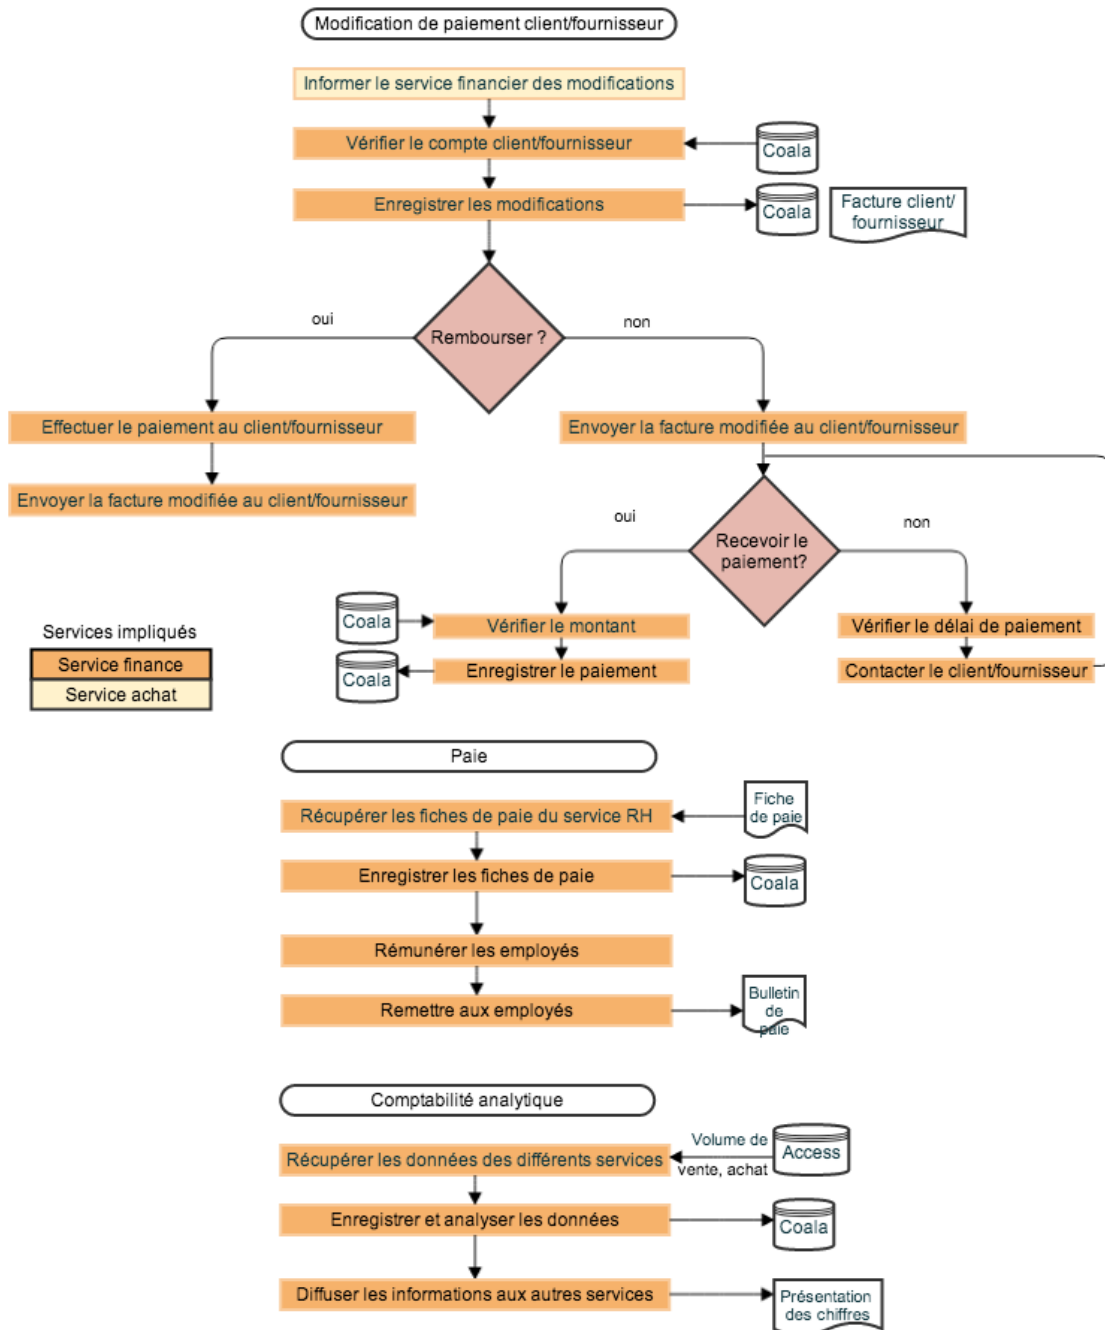 Modification de paiement client/fournisseur
Informer le service financier des modifications
Vérifier le compte client/fournisseur
Coala
Enregistrer les modifications
Coala
Facture client/
fournisseur
Rembourser ?
oui
non
Effectuer le paiement au client/fournisseur
Envoyer la facture modifiée au client/fournisseur
Envoyer la facture modifiée au client/fournisseur
Recevoir le
paiement?
oui
non
Coala
Vérifier le montant
Vérifier le délai de paiement
Coala
Enregistrer le paiement
Contacter le client/fournisseur
Services impliqués
Service finance
Service achat
Paie
Récupérer les fiches de paie du service RH
Fiche
de paie
Enregistrer les fiches de paie
Coala
Rémunérer les employés
Remettre aux employés
Bulletin
de
paie
Comptabilité analytique
Récupérer les données des différents services
Volume de
vente, achat
Access
Enregistrer et analyser les données
Coala
Diffuser les informations aux autres services
Présentation
des chiffres